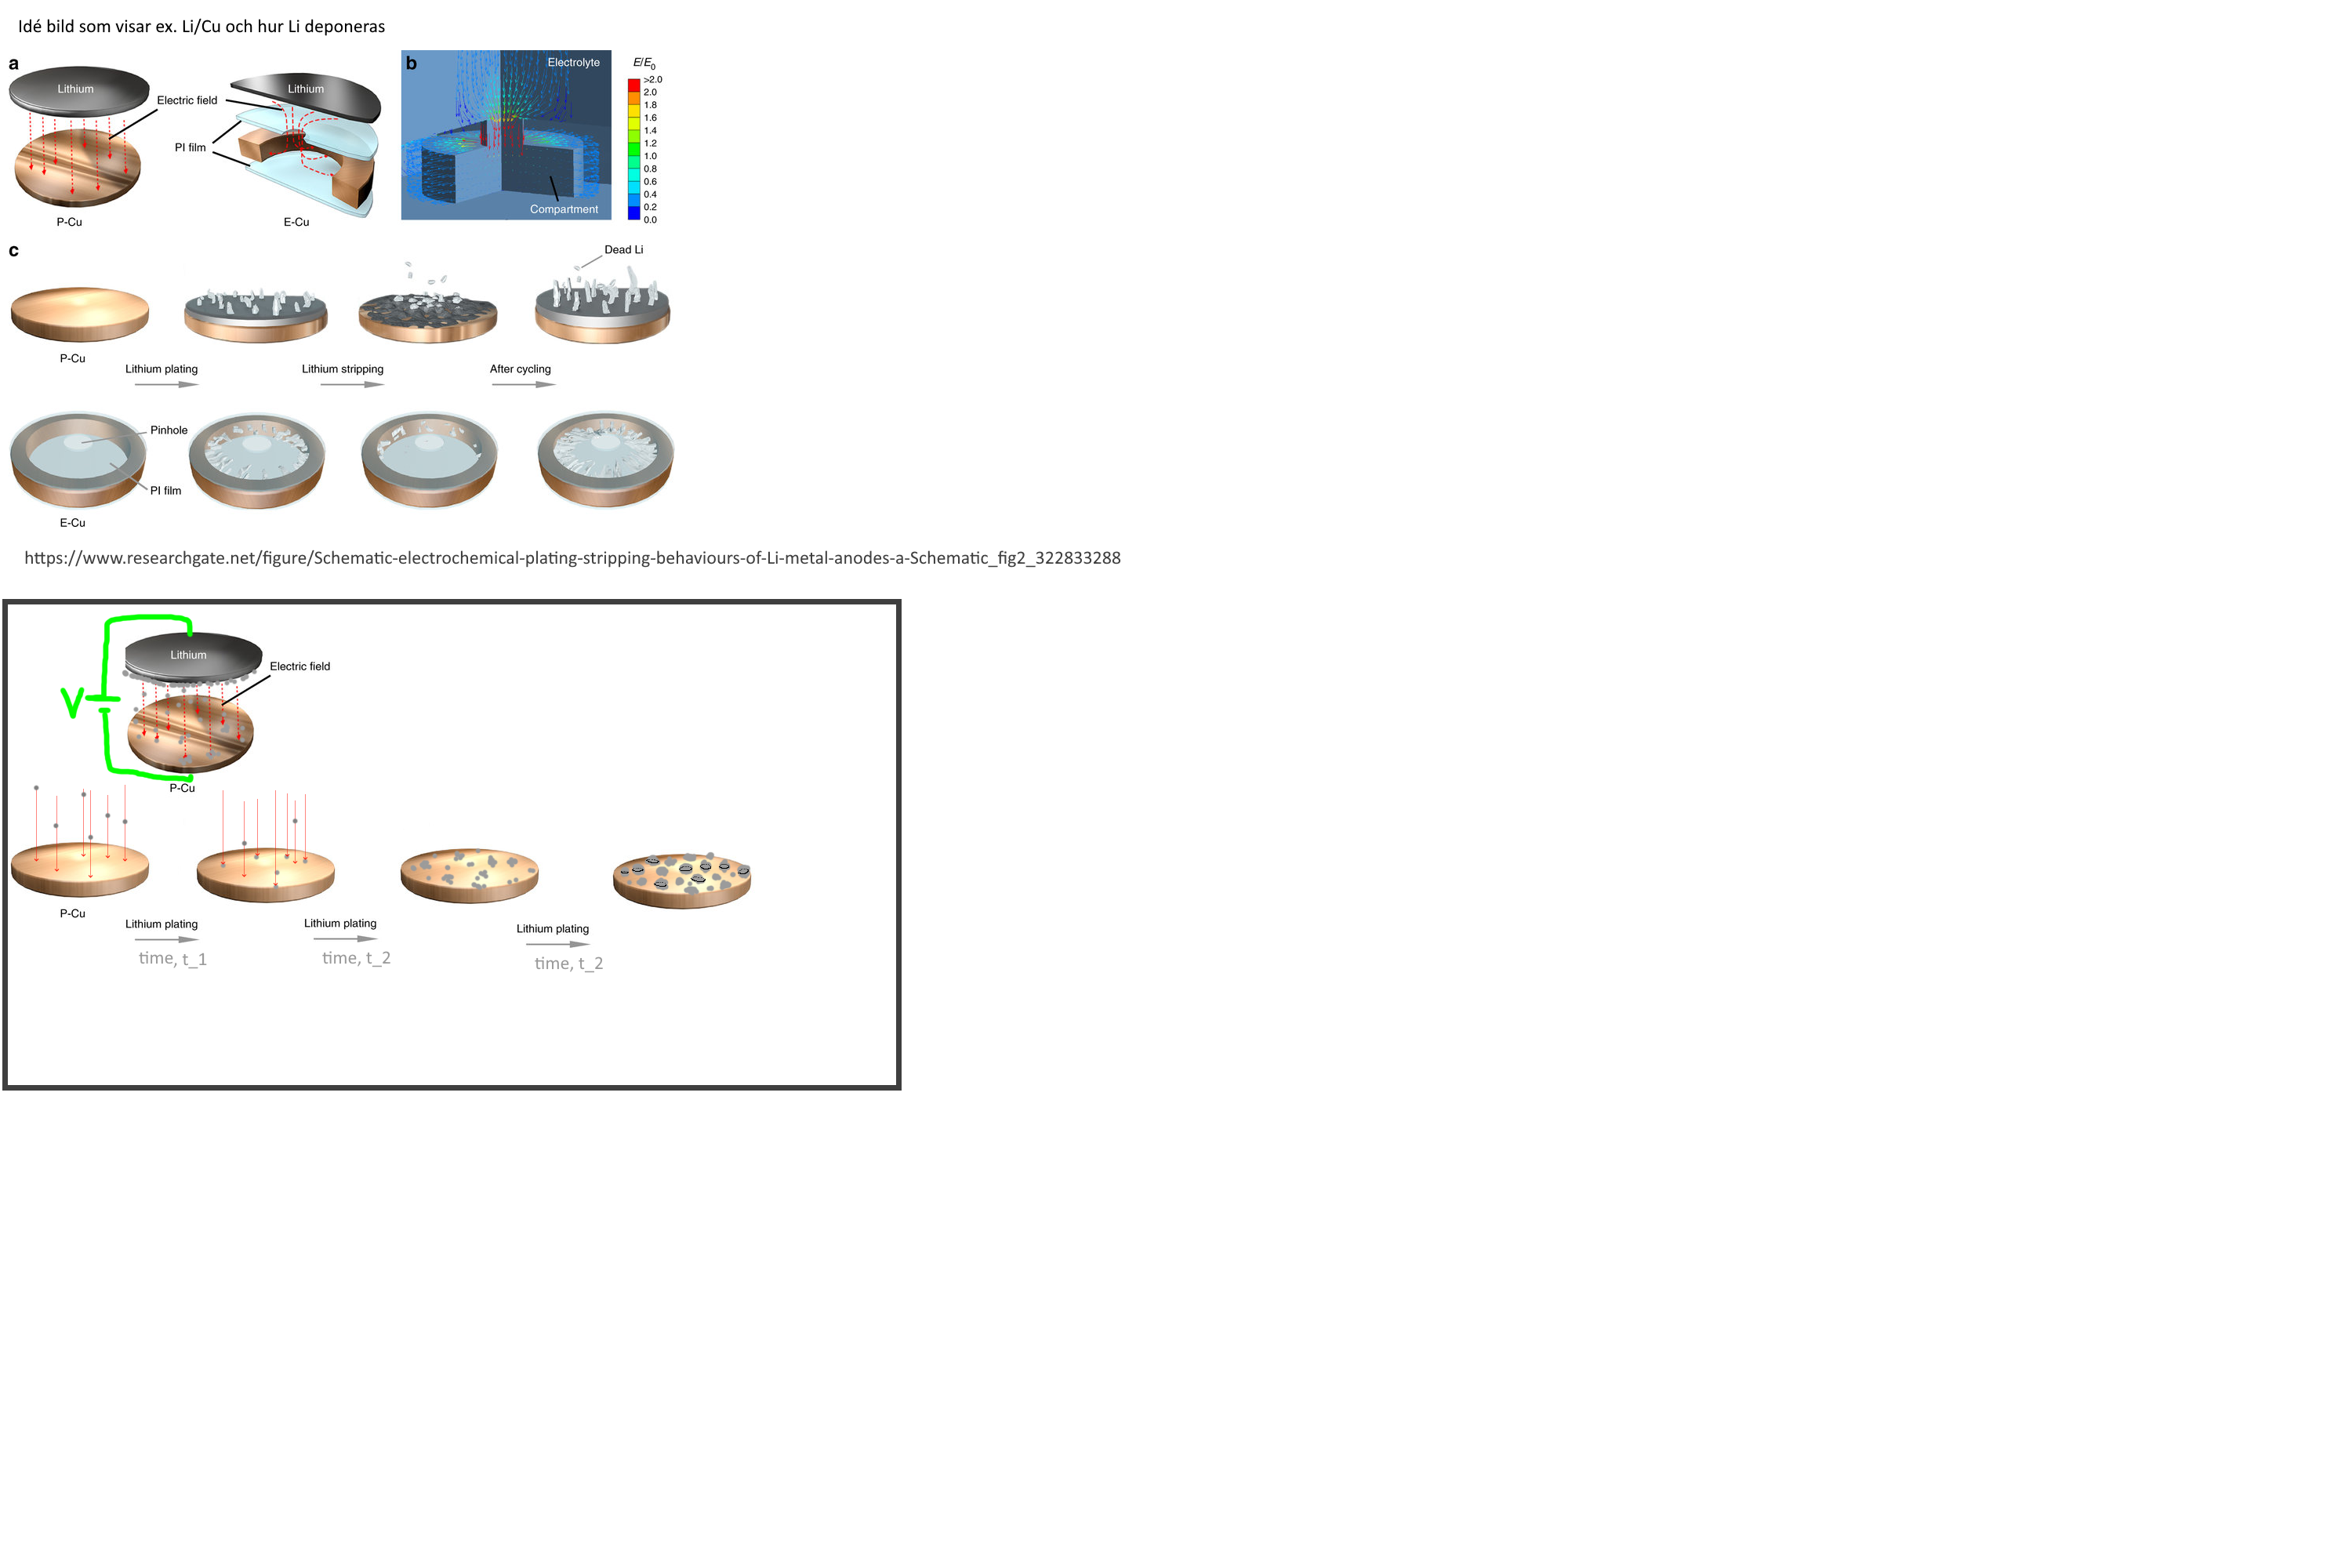 Idé bild som visar ex. Li/Cu och hur Li deponeras
a
Lithium
Electric field
Lithium
PI film
P-Cu
E-Cu
b
Electrolyte
Compartment
E/E0
>2.0
2.0
1.8
1.6
1.4
1.2
1.0
0.8
0.6
0.4
0.2
0.0
c
Dead Li
P-Cu
Lithium plating
Lithium stripping
After cycling
Pinhole
PI film
E-Cu
https://www.researchgate.net/figure/Schematic-electrochemical-plating-stripping-behaviours-of-Li-metal-anodes-a-Schematic_fig2_322833288
Lithium
Electric field
V
P-Cu
P-Cu
Lithium plating
time, t_1
Lithium plating
time, t_2
Lithium plating
time, t_2